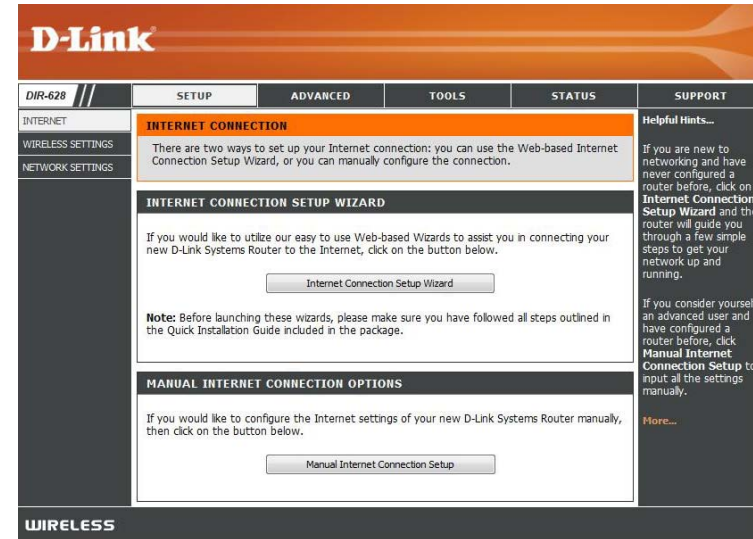 D-Link
DIR-628 //
SETUP
ADVANCED
TOOLS
STATUS
SUPPORT
INTERNET
WIRELESS SETTINGS
NETWORK SETTINGS
INTERNET CONNECTION
There are two ways to set up your Internet connection: you can use the Web-based Internet
Connection Setup Wizard, or you can manually configure the connection.
INTERNET CONNECTION SETUP WIZARD
If you would like to utilize our easy to use Web-based Wizards to assist you in connecting your
new D-Link Systems Router to the Internet, click on the button below.
Internet Connection Setup Wizard
Note: Before launching these wizards, please make sure you have followed all steps outlined in
the Quick Installation Guide included in the package.
MANUAL INTERNET CONNECTION OPTIONS
If you would like to configure the Internet settings of your new D-Link Systems Router manually,
then click on the button below.
Manual Internet Connection Setup
Helpful Hints...
If you are new to
networking and have
never configured a
router before, click on
Internet Connection
Setup Wizard and the
router will guide you
through a few simple
steps to get your
network up and
running.
If you consider yoursel
an advanced user and
have configured a
router before, click
Manual Internet
Connection Setup to
input all the settings
manually.
More...
WIRELESS